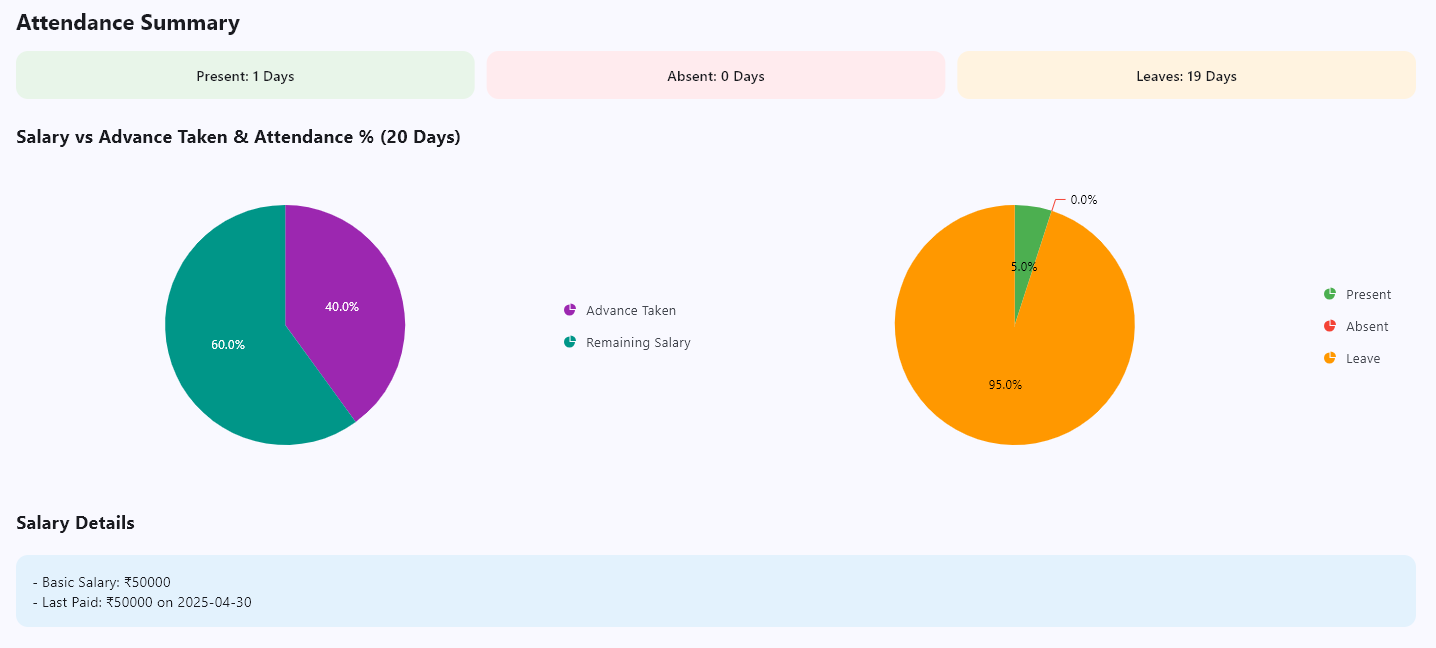 Attendance Summary
Present: 1 Days
Absent: 0 Days
Leaves: 19 Days
Salary vs Advance Taken & Attendance % (20 Days)
40.0%
60.0%
Advance Taken
Remaining Salary
0.0%
5.0%
95.0%
Present
Absent
Leave
Salary Details
- Basic Salary: ₹50000
- Last Paid: ₹50000 on 2025-04-30